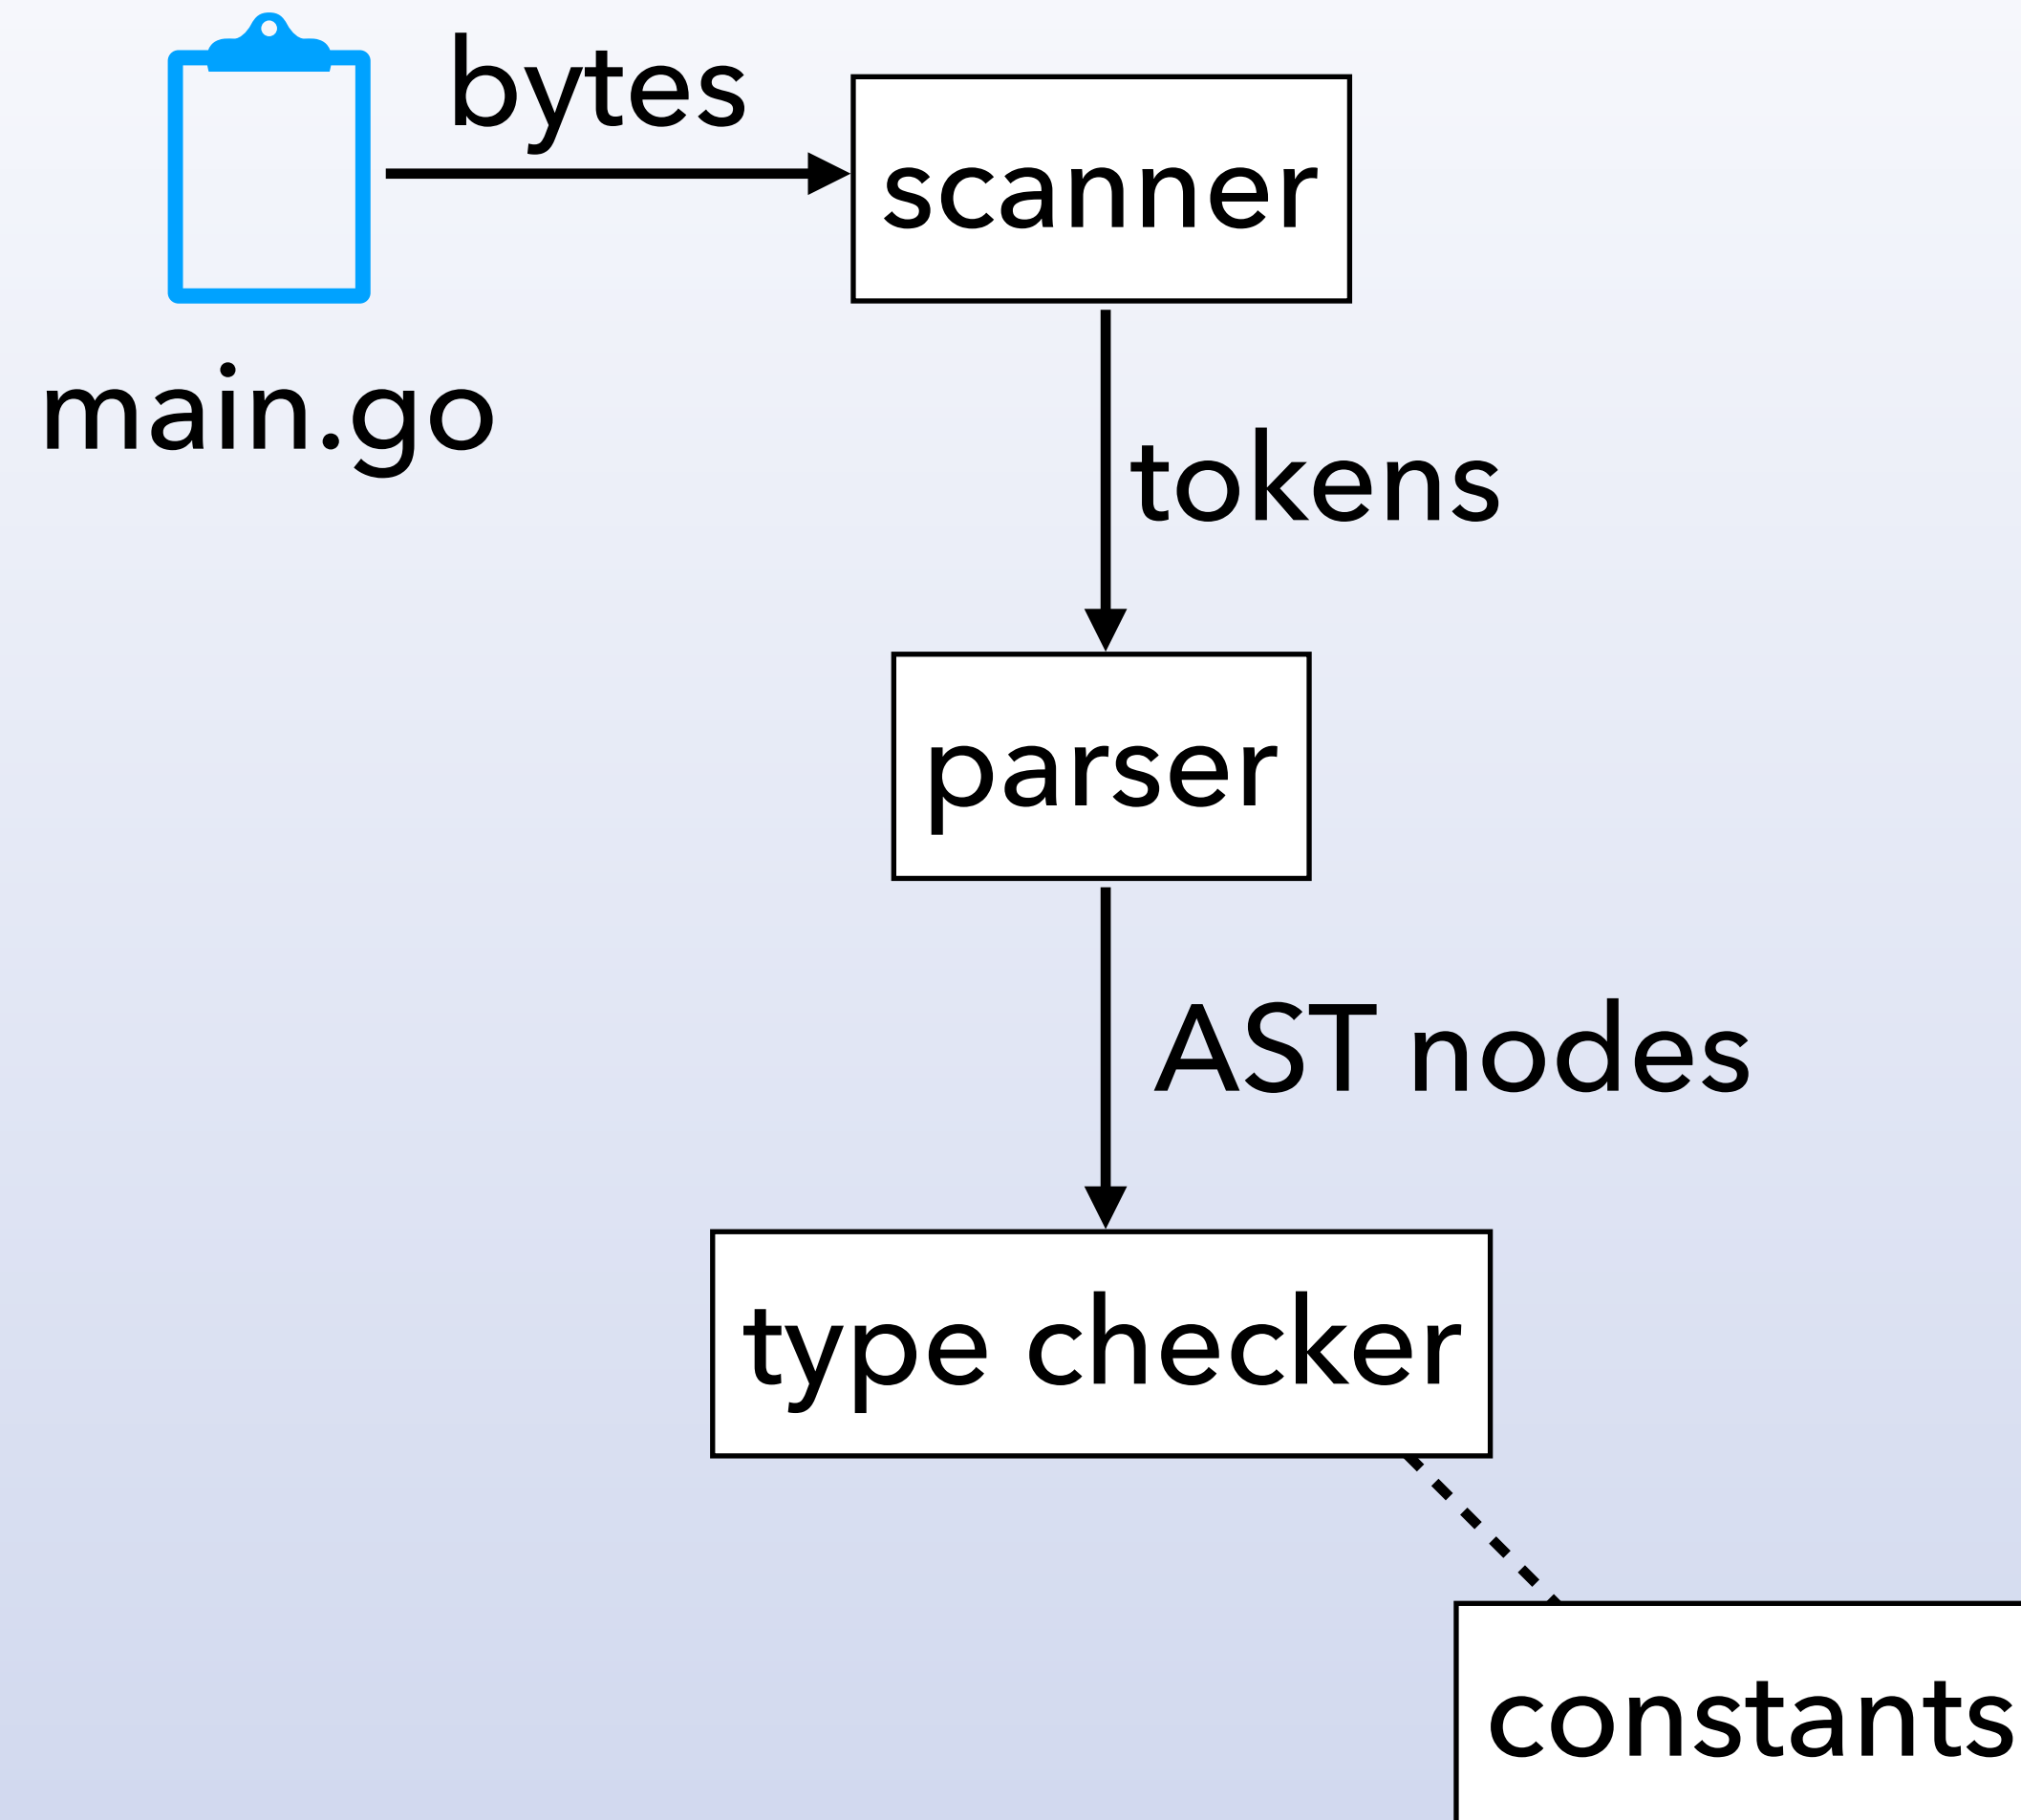 bytes
scanner
main.go
tokens
parser
AST nodes
type checker
constants